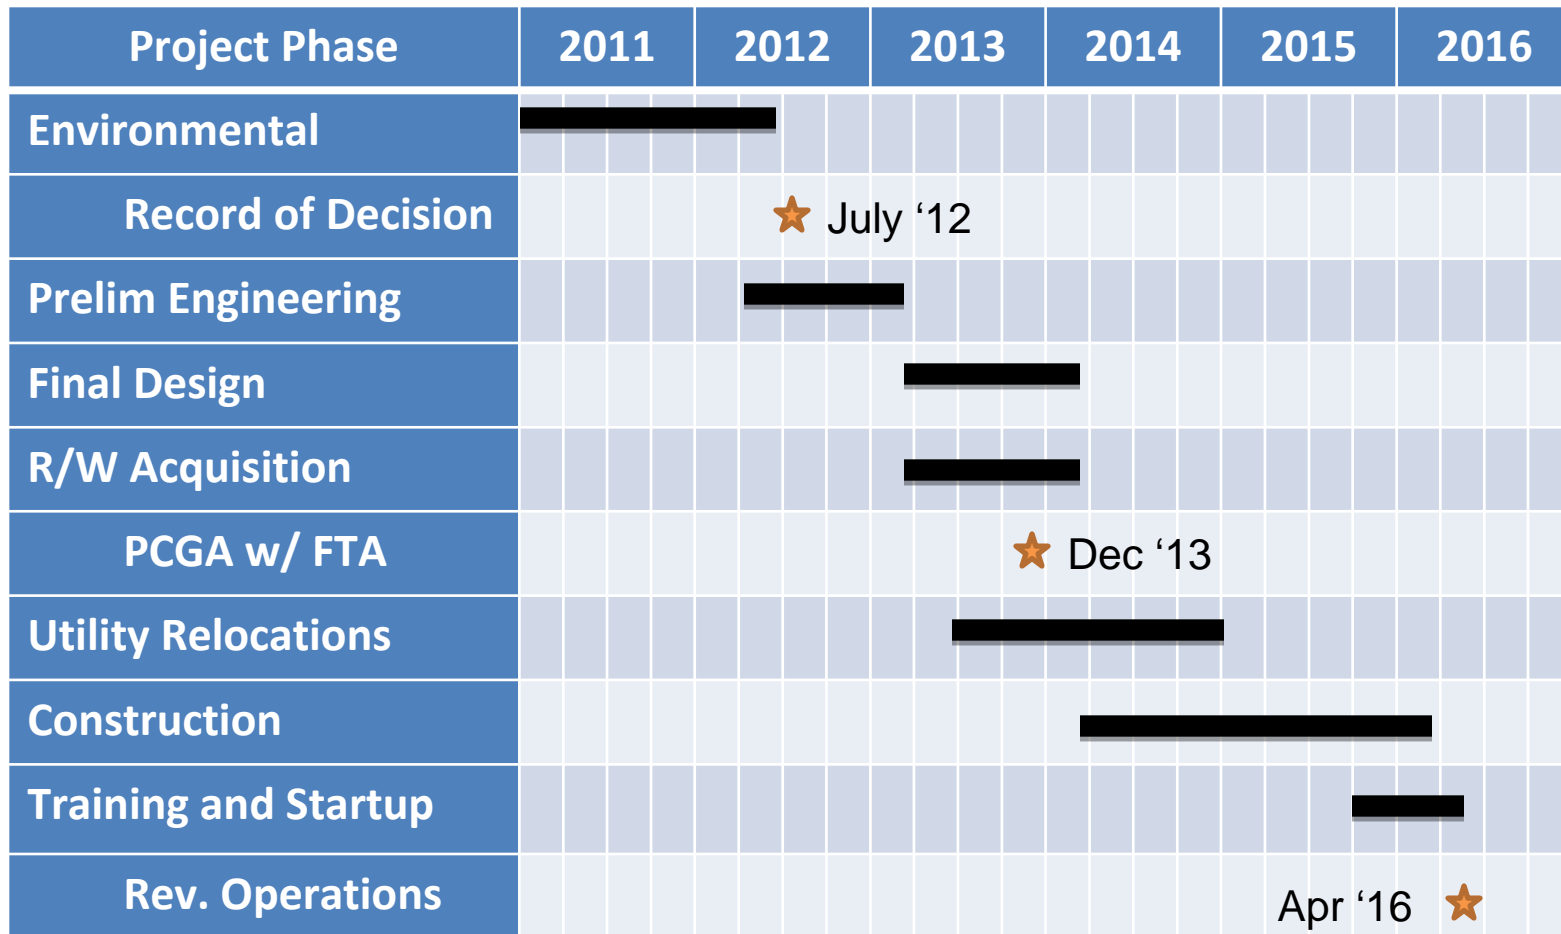 Project Phase 2011 2012 2013 2014 2015 2016
Environmental
Record of Decision July ‘12
Prelim Engineering
Final Design
R/W Acquisition
PCGA w/ FTA Dec ‘13
Utility Relocations
Construction
Training and Startup
Rev. Operations Apr ‘16